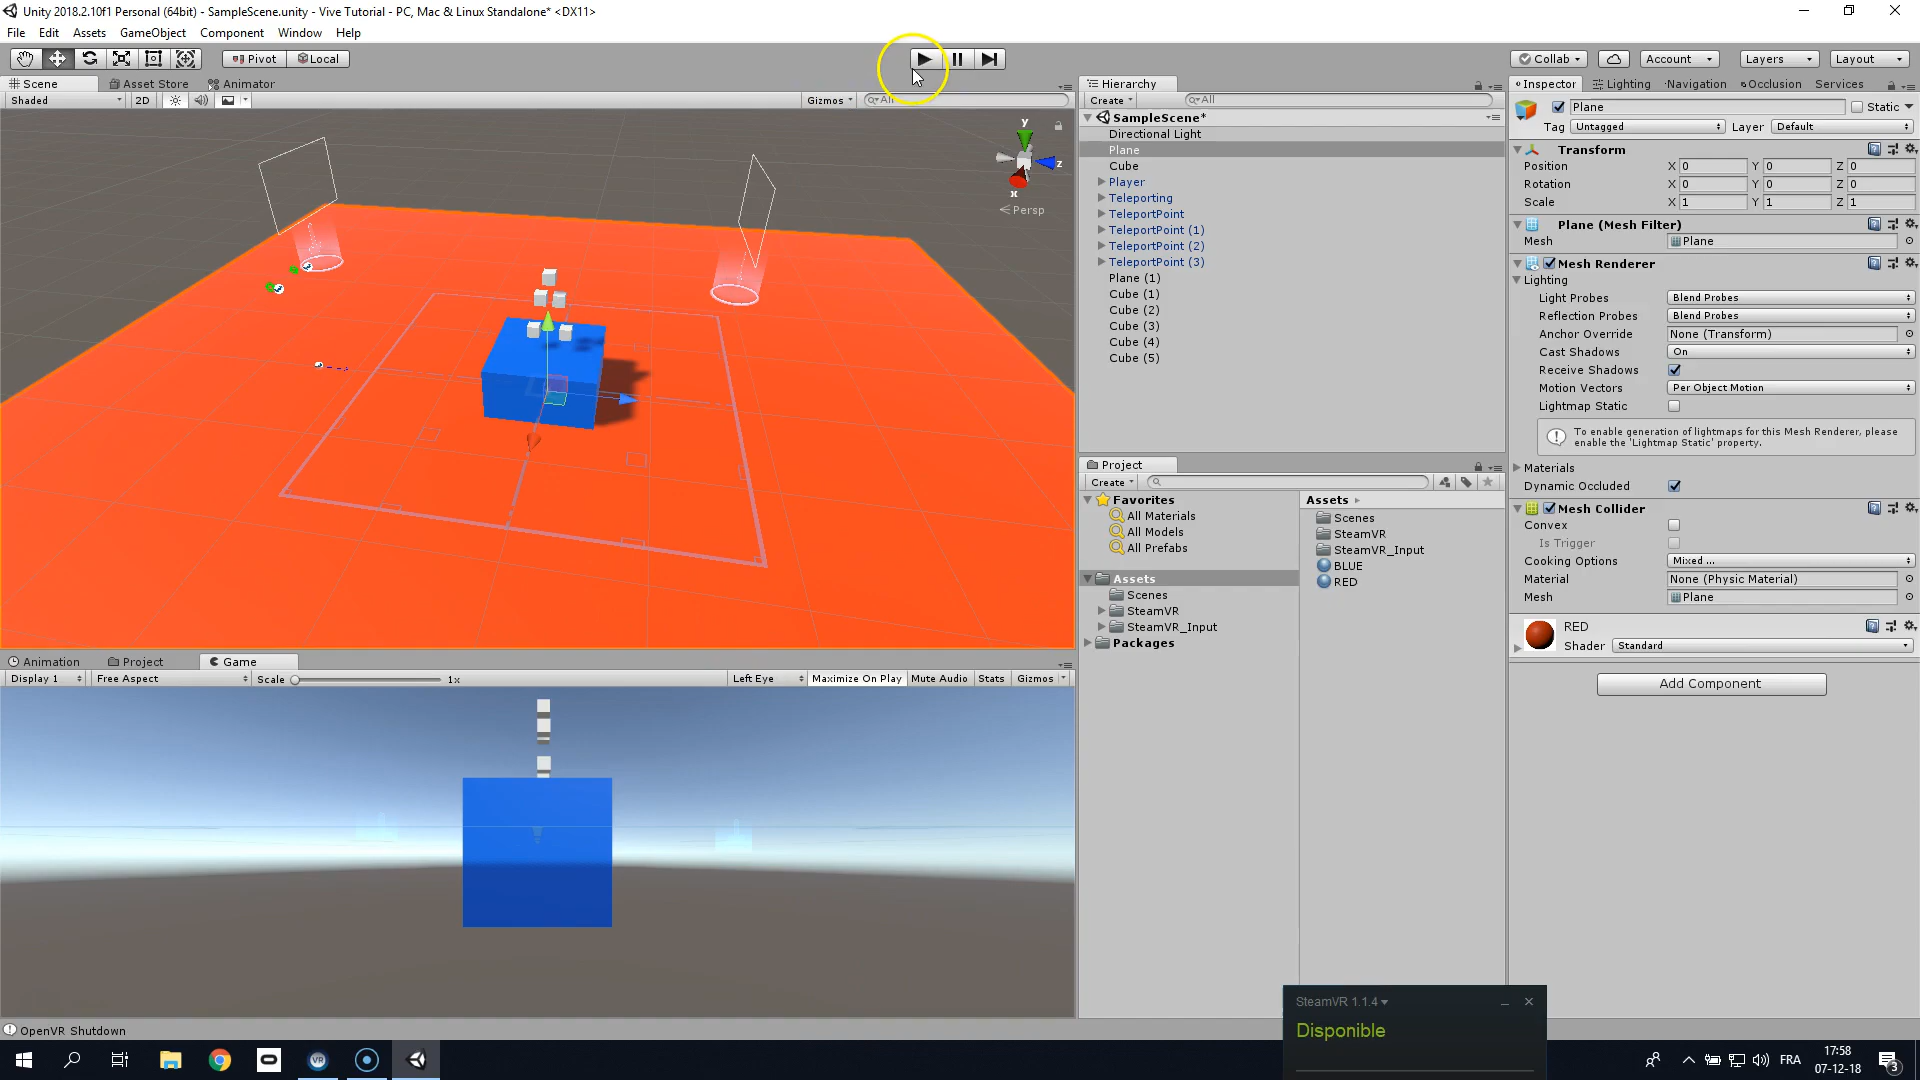 Unity 2018.2.10f1 Personal (64bit) - SampleScene.unity - Vive Tutorial - PC, Mac & Linux Standalone* <DX11>
File Edit Assets GameObject Component Window Help
Pivot Local Collab Account Layers Layout
Scene Asset Store Animator
Shaded 2D Gizmos All
y
z
x
Persp
Hierarchy
Create All
SampleScene*
Directional Light
Plane
Cube
Player
Teleporting
TeleportPoint
TeleportPoint (1)
TeleportPoint (2)
TeleportPoint (3)
Plane (1)
Cube (1)
Cube (2)
Cube (3)
Cube (4)
Cube (5)
Inspector Lighting Navigation Occlusion Services
Plane Static
Tag Untagged Layer Default
Transform
Position X 0 Y 0 Z 0
Rotation X 0 Y 0 Z 0
Scale X 1 Y 1 Z 1
Plane (Mesh Filter)
Mesh Plane
Mesh Renderer
Lighting
Light Probes Blend Probes
Reflection Probes Blend Probes
Anchor Override None (Transform)
Cast Shadows On
Receive Shadows
Motion Vectors Per Object Motion
Lightmap Static
To enable generation of lightmaps for this Mesh Renderer, please
enable the 'Lightmap Static' property.
Materials
Dynamic Occluded
Mesh Collider
Convex
Is Trigger
Cooking Options Mixed ...
Material None (Physic Material)
Mesh Plane
RED
Shader Standard
Add Component
Project
Create
Favorites
All Materials
All Models
All Prefabs
Assets
Scenes
SteamVR
SteamVR_Input
Packages
Assets
Scenes
SteamVR
SteamVR_Input
BLUE
RED
Animation Project Game
Display 1 Free Aspect Scale 1x Left Eye Maximize On Play Mute Audio Stats Gizmos
SteamVR 1.1.4
Disponible
OpenVR Shutdown
VR
FRA
17:58
07-12-18
3